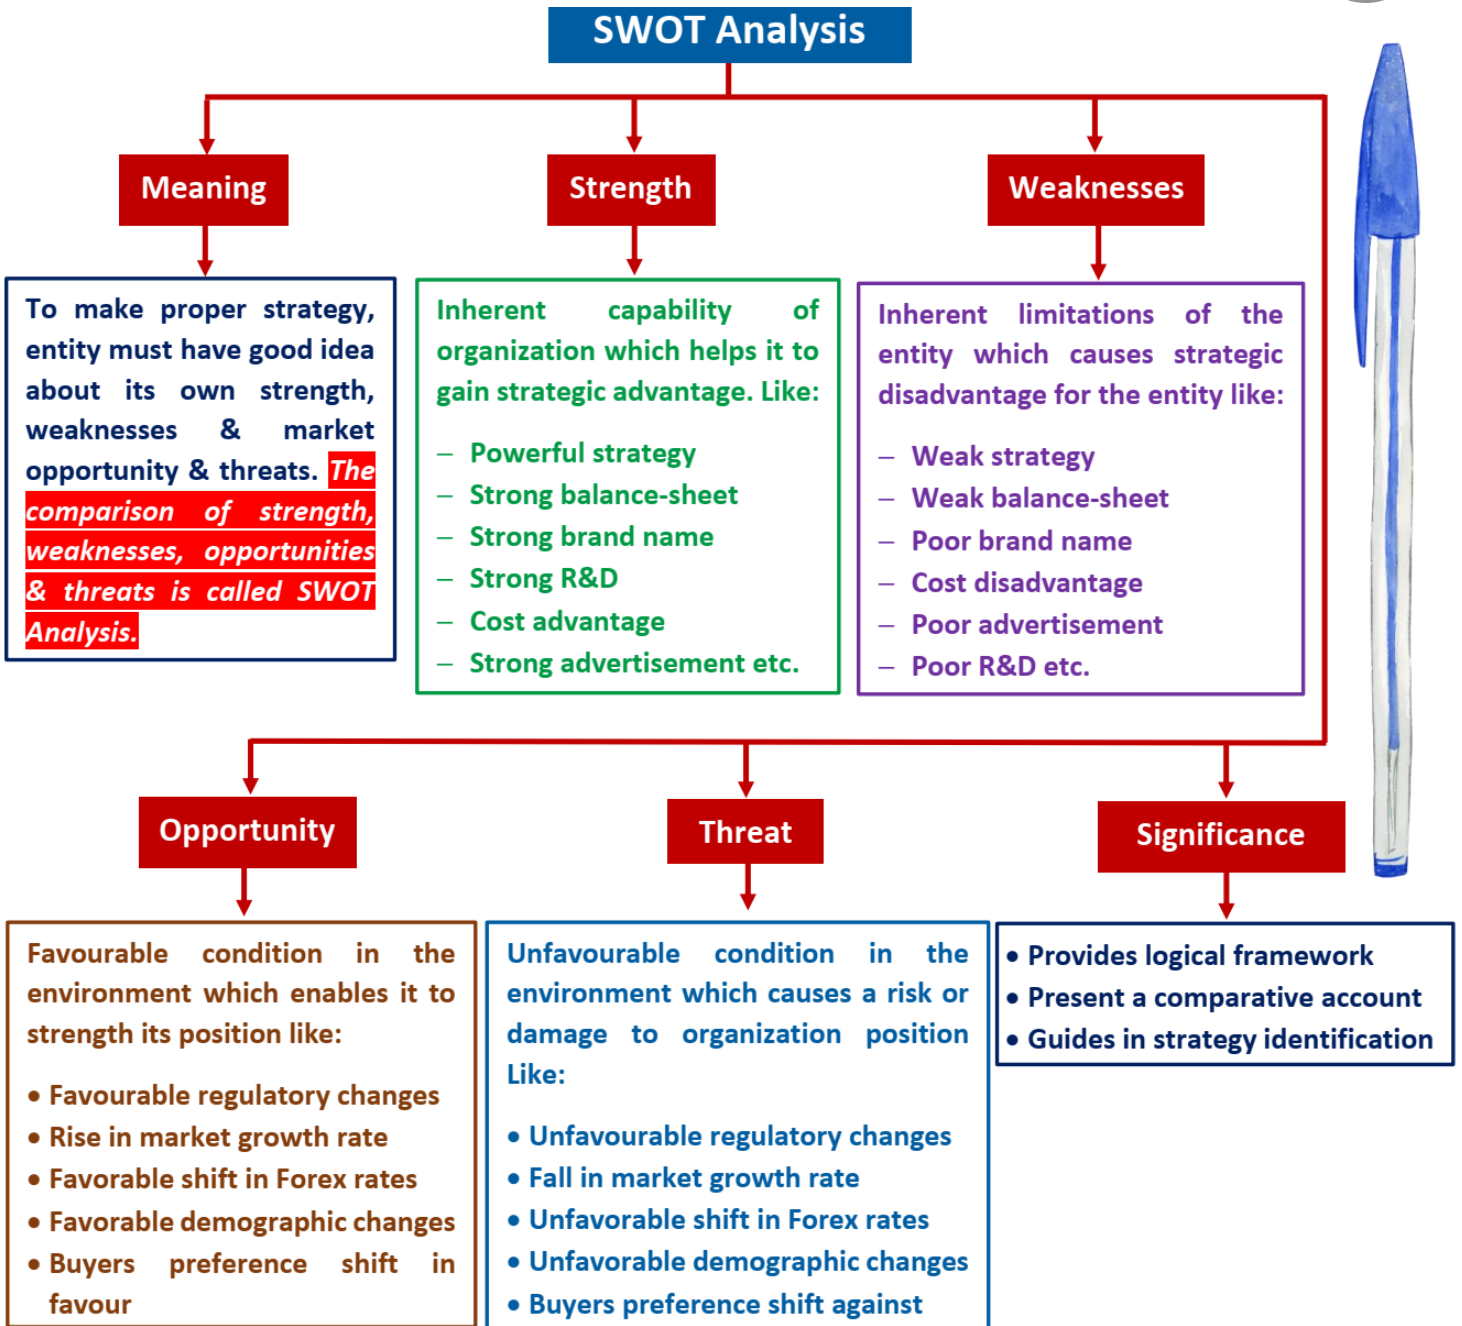 SWOT Analysis
Meaning
Strength
Weaknesses
To make proper strategy,
entity must have good idea
about its own strength,
weaknesses & market
opportunity & threats. The
comparison of strength,
weaknesses, opportunities
& threats is called SWOT
Analysis.
Inherent capability of
organization which helps it to
gain strategic advantage. Like:
– Powerful strategy
– Strong balance-sheet
– Strong brand name
– Strong R&D
– Cost advantage
– Strong advertisement etc.
Inherent limitations of the
entity which causes strategic
disadvantage for the entity like:
– Weak strategy
– Weak balance-sheet
– Poor brand name
– Cost disadvantage
– Poor advertisement
– Poor R&D etc.
Opportunity
Threat
Significance
Favourable condition in the
environment which enables it to
strength its position like:
• Favourable regulatory changes
• Rise in market growth rate
• Favorable shift in Forex rates
• Favorable demographic changes
• Buyers preference shift in
favour
Unfavourable condition in the
environment which causes a risk or
damage to organization position
Like:
• Unfavourable regulatory changes
• Fall in market growth rate
• Unfavorable shift in Forex rates
• Unfavorable demographic changes
• Buyers preference shift against
• Provides logical framework
• Present a comparative account
• Guides in strategy identification